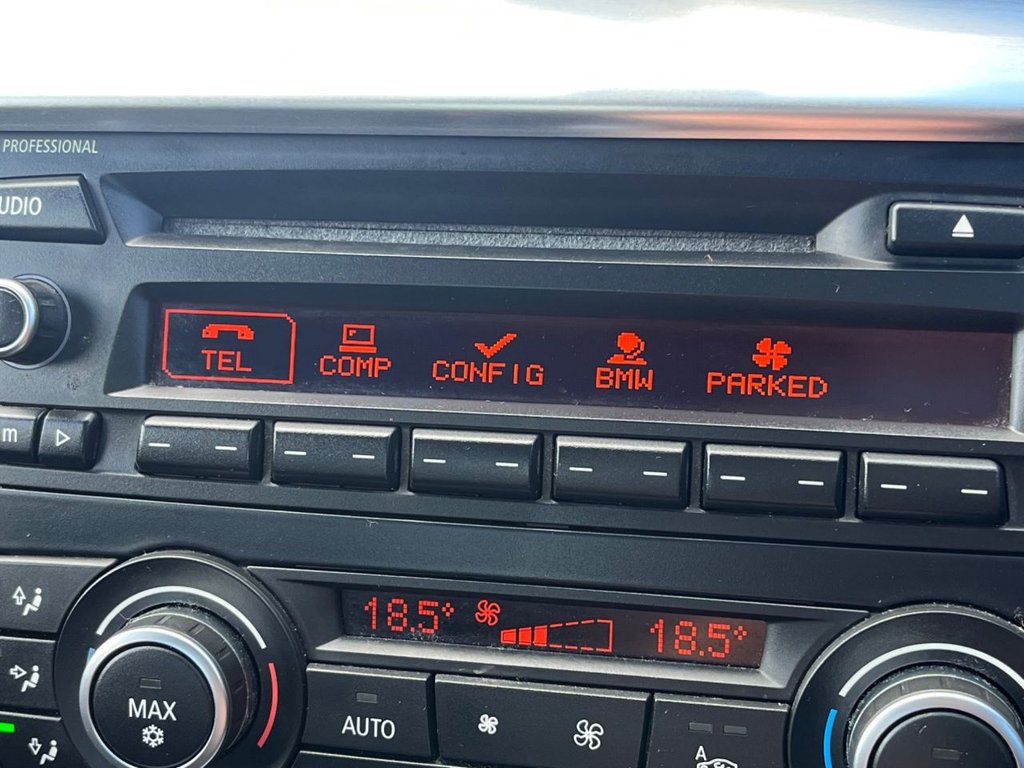 PROFESSIONAL
UDIO
TEL COMP CONFIG BMW PARKED
m
18.5° 18.5°
MAX
AUTO
A